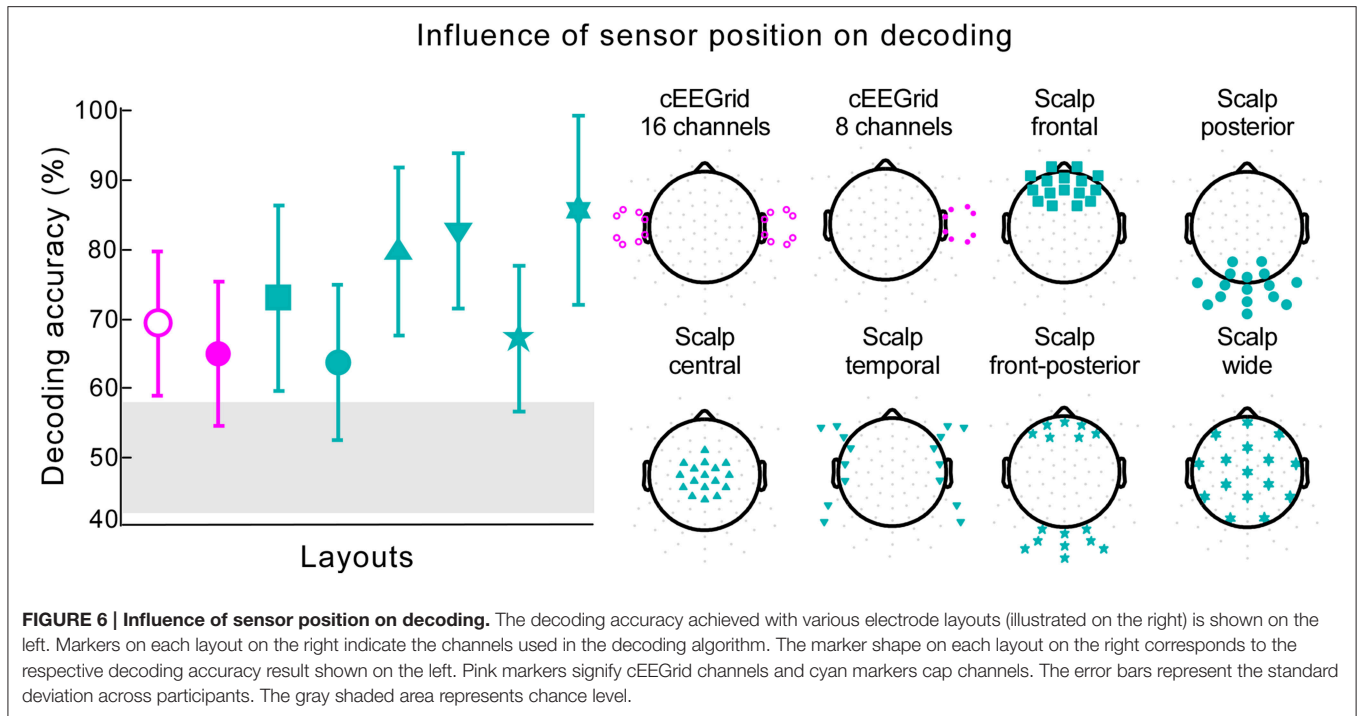 Influence of sensor position on decoding
Decoding accuracy (%)
100
90
80
70
60
50
40
Layouts
cEEGrid
16 channels
cEEGrid
8 channels
Scalp
frontal
Scalp
posterior
Scalp
central
Scalp
temporal
Scalp
front-posterior
Scalp
wide
FIGURE 6 | Influence of sensor position on decoding. The decoding accuracy achieved with various electrode layouts (illustrated on the right) is shown on the
left. Markers on each layout on the right indicate the channels used in the decoding algorithm. The marker shape on each layout on the right corresponds to the
respective decoding accuracy result shown on the left. Pink markers signify cEEGrid channels and cyan markers cap channels. The error bars represent the standard
deviation across participants. The gray shaded area represents chance level.